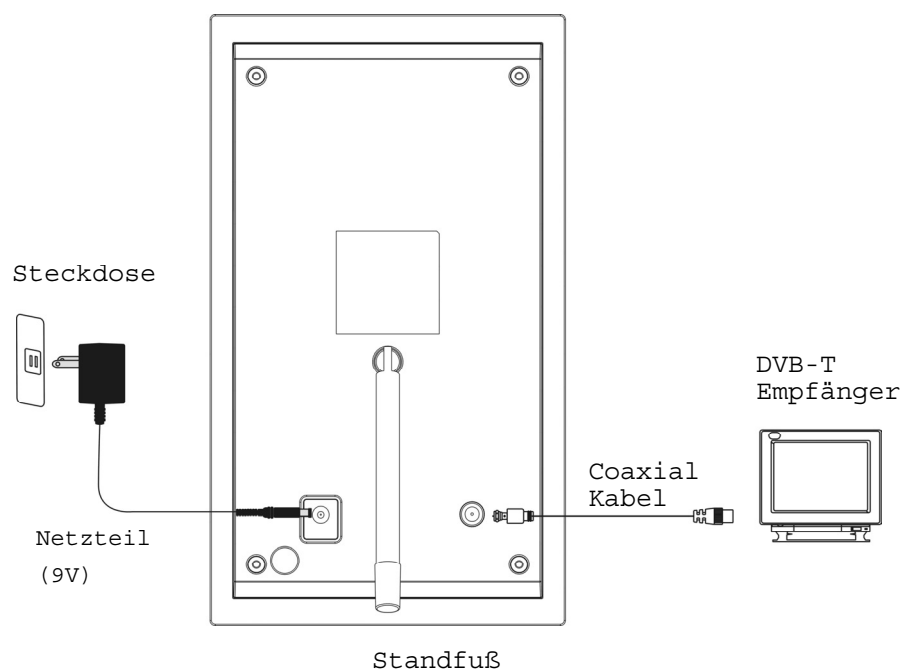 Steckdose
DVB-T
Empfänger
Coaxial
Kabel
Netzteil
(9V)
Standfuß